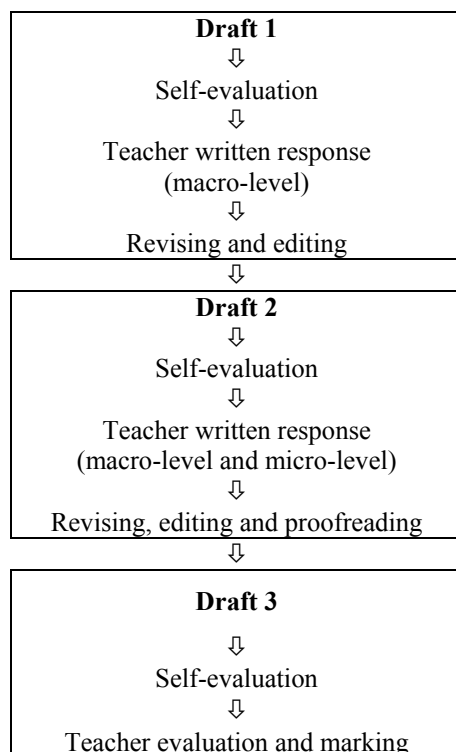 Draft 1
⇩
Self-evaluation
⇩
Teacher written response
(macro-level)
⇩
Revising and editing
⇩
Draft 2
⇩
Self-evaluation
⇩
Teacher written response
(macro-level and micro-level)
⇩
Revising, editing and proofreading
⇩
Draft 3
⇩
Self-evaluation
⇩
Teacher evaluation and marking